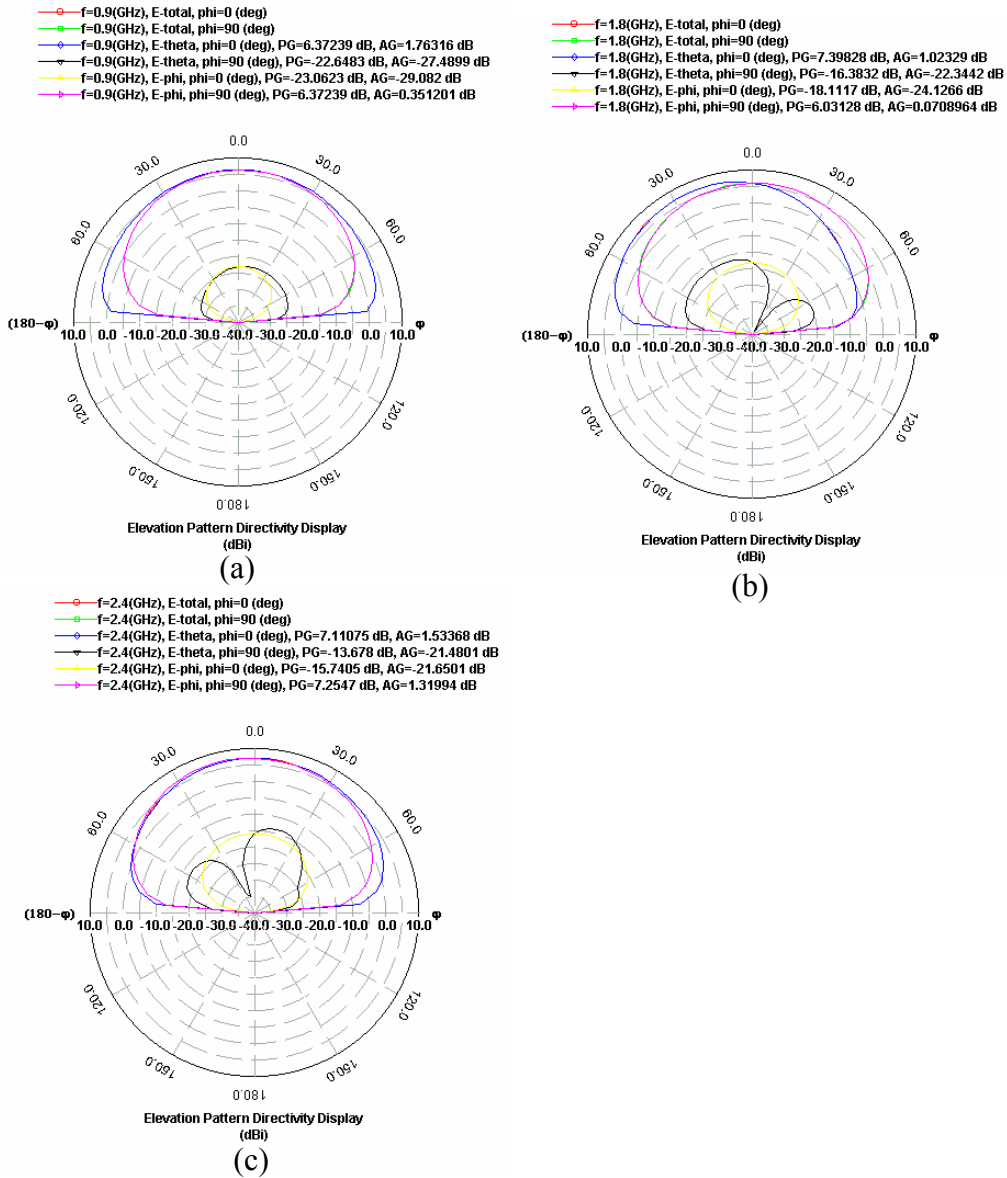 f=0.9(GHz), E-total, phi=0 (deg)
f=0.9(GHz), E-total, phi=90 (deg)
f=0.9(GHz), E-theta, phi=0 (deg), PG=6.37239 dB, AG=1.76316 dB
f=0.9(GHz), E-theta, phi=90 (deg), PG=-22.6483 dB, AG=-27.4899 dB
f=0.9(GHz), E-phi, phi=0 (deg), PG=-23.0623 dB, AG=-29.082 dB
f=0.9(GHz), E-phi, phi=90 (deg), PG=6.37239 dB, AG=0.351201 dB
0.0
30.0 30.0
60.0 60.0
(180-φ) φ
10.0 0.0 -10.0 -20.0 -30.0 -40.0 -30.0 -20.0 -10.0 0.0 10.0
120.0 120.0
150.0 150.0
180.0
Elevation Pattern Directivity Display
(dBi)
(a)
f=1.8(GHz), E-total, phi=0 (deg)
f=1.8(GHz), E-total, phi=90 (deg)
f=1.8(GHz), E-theta, phi=0 (deg), PG=7.39828 dB, AG=1.02329 dB
f=1.8(GHz), E-theta, phi=90 (deg), PG=-16.3832 dB, AG=-22.3442 dB
f=1.8(GHz), E-phi, phi=0 (deg), PG=-18.1117 dB, AG=-24.1266 dB
f=1.8(GHz), E-phi, phi=90 (deg), PG=6.03128 dB, AG=0.0708964 dB
0.0
30.0 30.0
60.0 60.0
(180-φ) φ
10.0 0.0 -10.0 -20.0 -30.0 -40.0 -30.0 -20.0 -10.0 0.0 10.0
120.0 120.0
150.0 150.0
180.0
Elevation Pattern Directivity Display
(dBi)
(b)
f=2.4(GHz), E-total, phi=0 (deg)
f=2.4(GHz), E-total, phi=90 (deg)
f=2.4(GHz), E-theta, phi=0 (deg), PG=7.11075 dB, AG=1.53368 dB
f=2.4(GHz), E-theta, phi=90 (deg), PG=-13.678 dB, AG=-21.4801 dB
f=2.4(GHz), E-phi, phi=0 (deg), PG=-15.7405 dB, AG=-21.6501 dB
f=2.4(GHz), E-phi, phi=90 (deg), PG=7.2547 dB, AG=1.31994 dB
0.0
30.0 30.0
60.0 60.0
(180-φ) φ
10.0 0.0 -10.0 -20.0 -30.0 -40.0 -30.0 -20.0 -10.0 0.0 10.0
120.0 120.0
150.0 150.0
180.0
Elevation Pattern Directivity Display
(dBi)
(c)